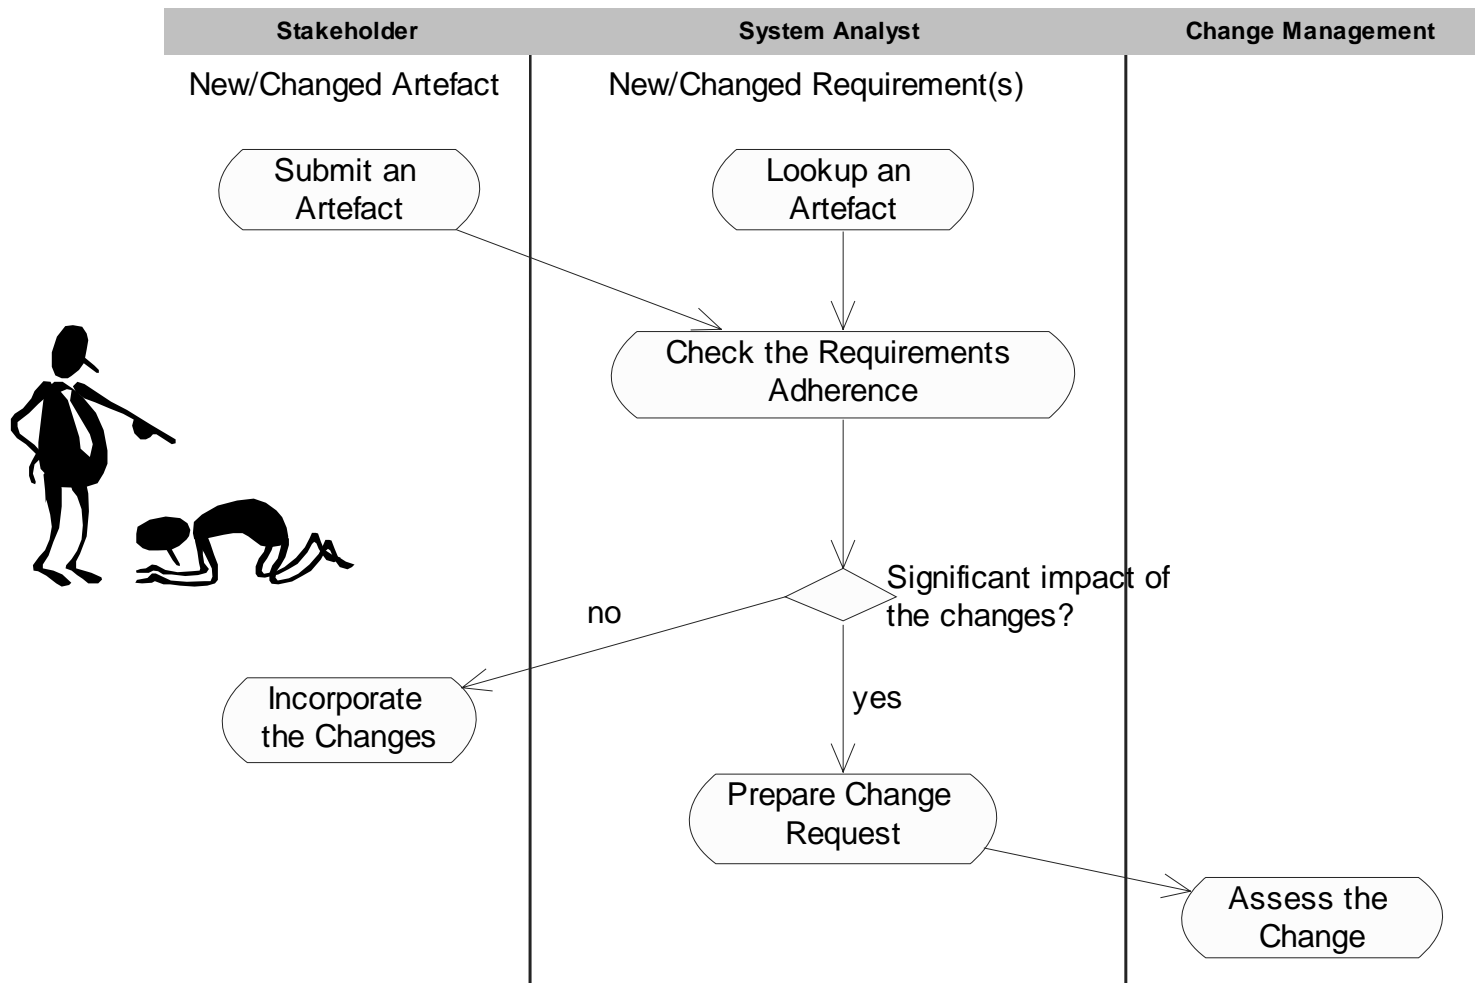 Stakeholder
System Analyst
Change Management
New/Changed Artefact
New/Changed Requirement(s)
Submit an
Artefact
Lookup an
Artefact
Check the Requirements
Adherence
Significant impact of
the changes?
no
yes
Incorporate
the Changes
Prepare Change
Request
Assess the
Change